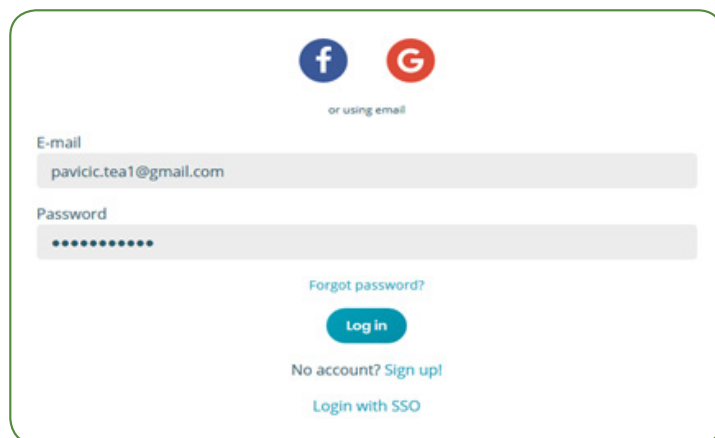 f G
or using email
E-mail
pavicic.tea1@gmail.com
Password
•••••••••••
Forgot password?
Log in
No account? Sign up!
Login with SSO